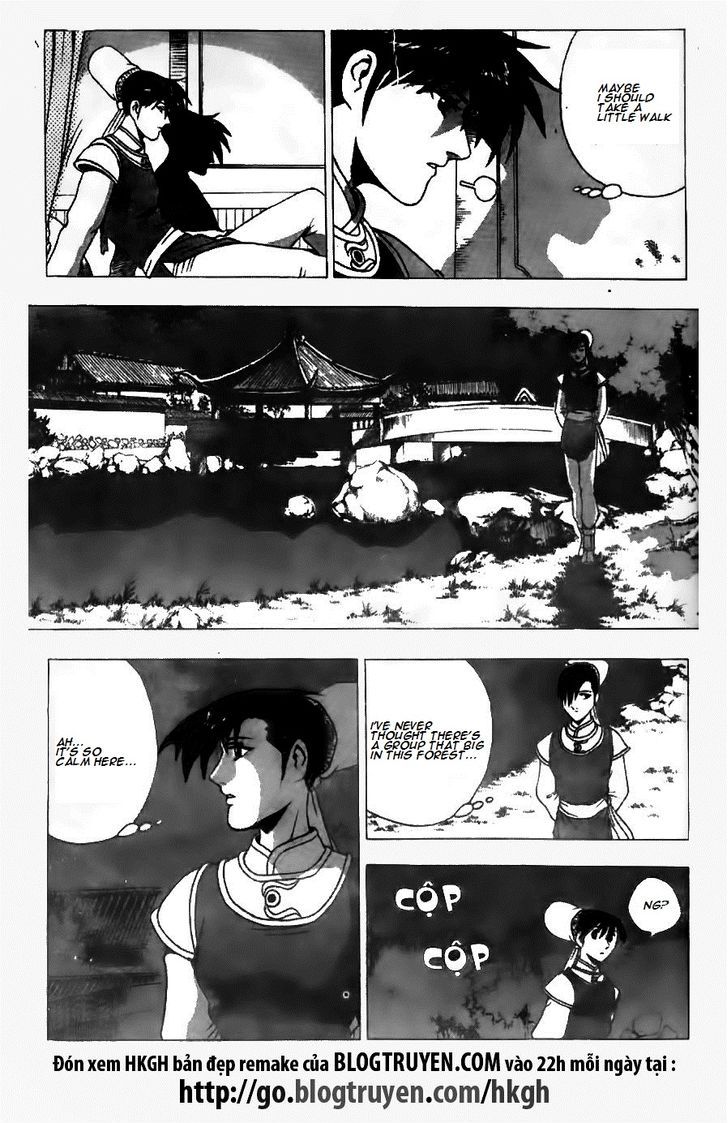 MAYBE
I SHOULD
TAKE A
LITTLE WALK
AH...
IT'S SO
CALM HERE...
I'VE NEVER
THOUGHT THERE'S
A GROUP THAT BIG
IN THIS FOREST...
CỘP
CỘP
NG?
Đón xem HKGH bản đẹp remake của BLOGTRUYEN.COM vào 22h mỗi ngày tại :
http://go.blogtruyen.com/hkgh